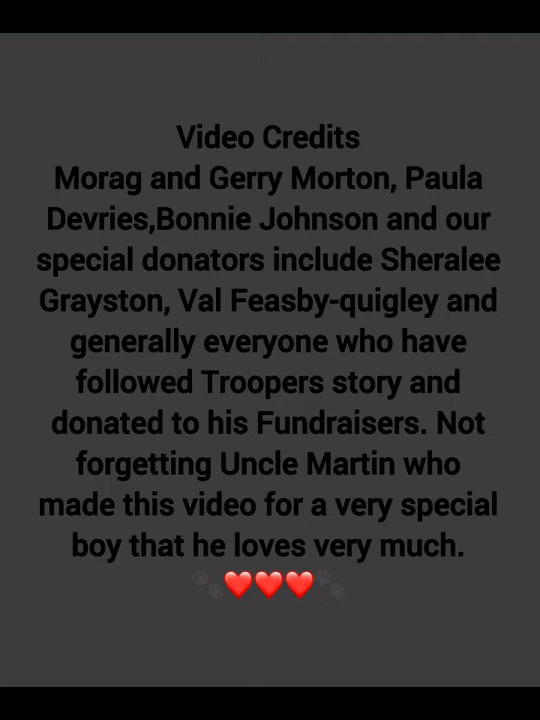 Video Credits
Morag and Gerry Morton, Paula
Devries,Bonnie Johnson and our
special donators include Sheralee
Grayston, Val Feasby-quigley and
generally everyone who have
followed Troopers story and
donated to his Fundraisers. Not
forgetting Uncle Martin who
made this video for a very special
boy that he loves very much.
🐾❤️❤️❤️🐾